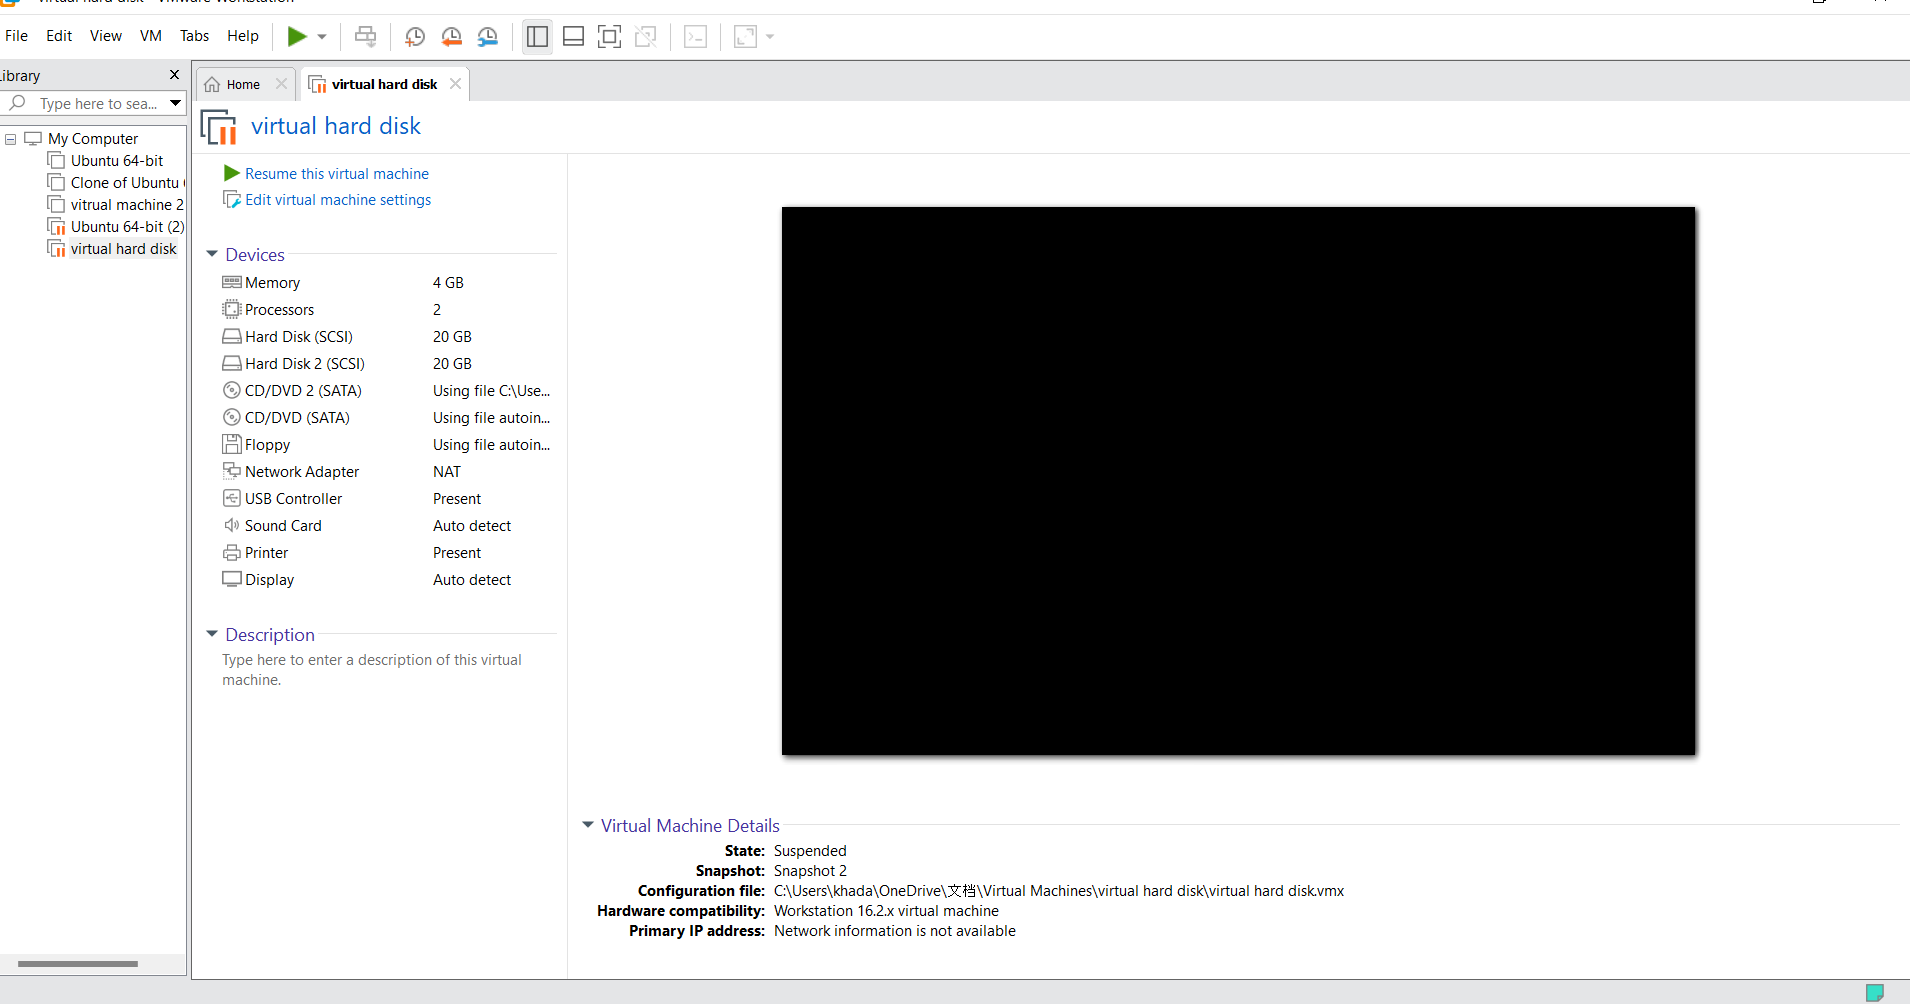 virtual hard disk - VMware Workstation
File Edit View VM Tabs Help
Library
Type here to sea...
Home
virtual hard disk
My Computer
Ubuntu 64-bit
Clone of Ubuntu
vitrual machine 2
Ubuntu 64-bit (2)
virtual hard disk
virtual hard disk
Resume this virtual machine
Edit virtual machine settings
Devices
Memory 4 GB
Processors 2
Hard Disk (SCSI) 20 GB
Hard Disk 2 (SCSI) 20 GB
CD/DVD 2 (SATA) Using file C:\Use...
CD/DVD (SATA) Using file autoin...
Floppy Using file autoin...
Network Adapter NAT
USB Controller Present
Sound Card Auto detect
Printer Present
Display Auto detect
Description
Type here to enter a description of this virtual
machine.
Virtual Machine Details
State: Suspended
Snapshot: Snapshot 2
Configuration file: C:\Users\khada\OneDrive\文档\Virtual Machines\virtual hard disk\virtual hard disk.vmx
Hardware compatibility: Workstation 16.2.x virtual machine
Primary IP address: Network information is not available